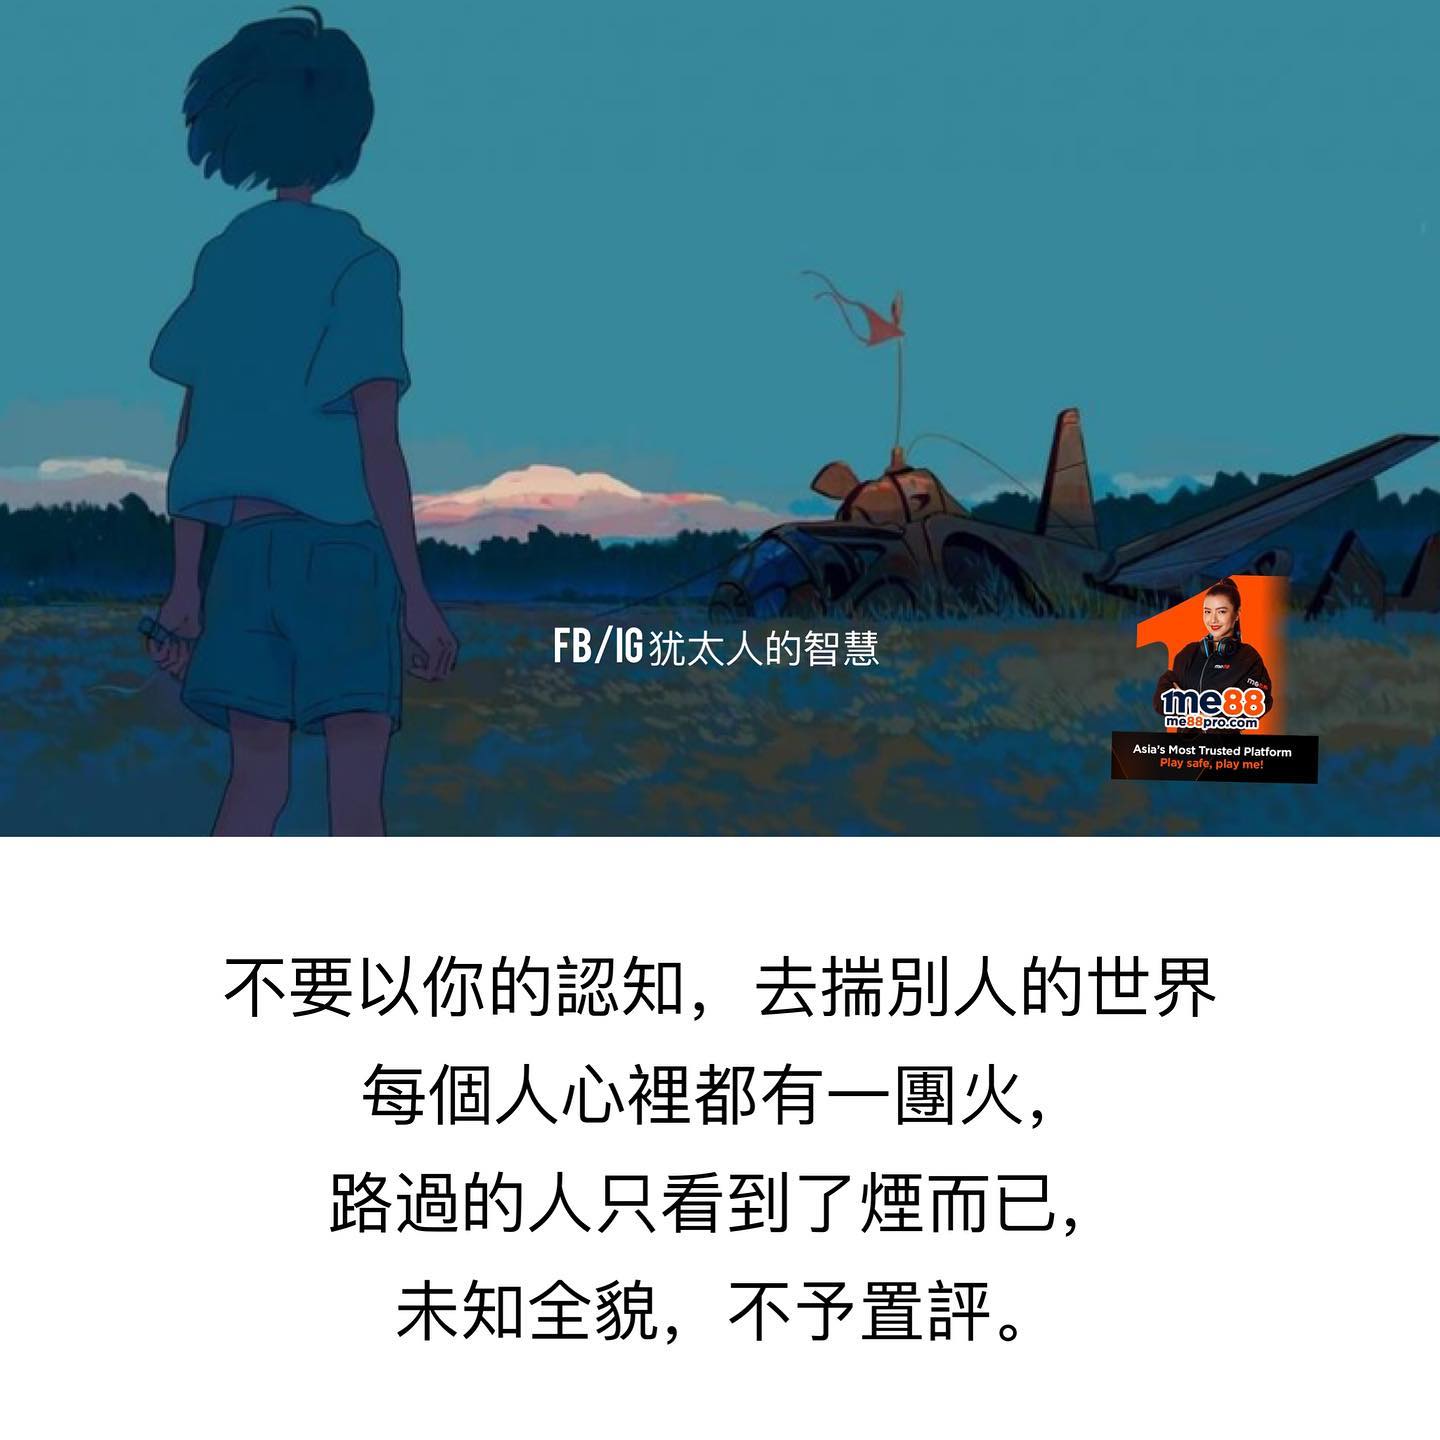 FB/IG犹太人的智慧
me88
me88
me88pro.com
Asia's Most Trusted Platform
Play safe, play me!
不要以你的認知，去揣別人的世界
每個人心裡都有一團火，
路過的人只看到了煙而已，
未知全貌，不予置評。